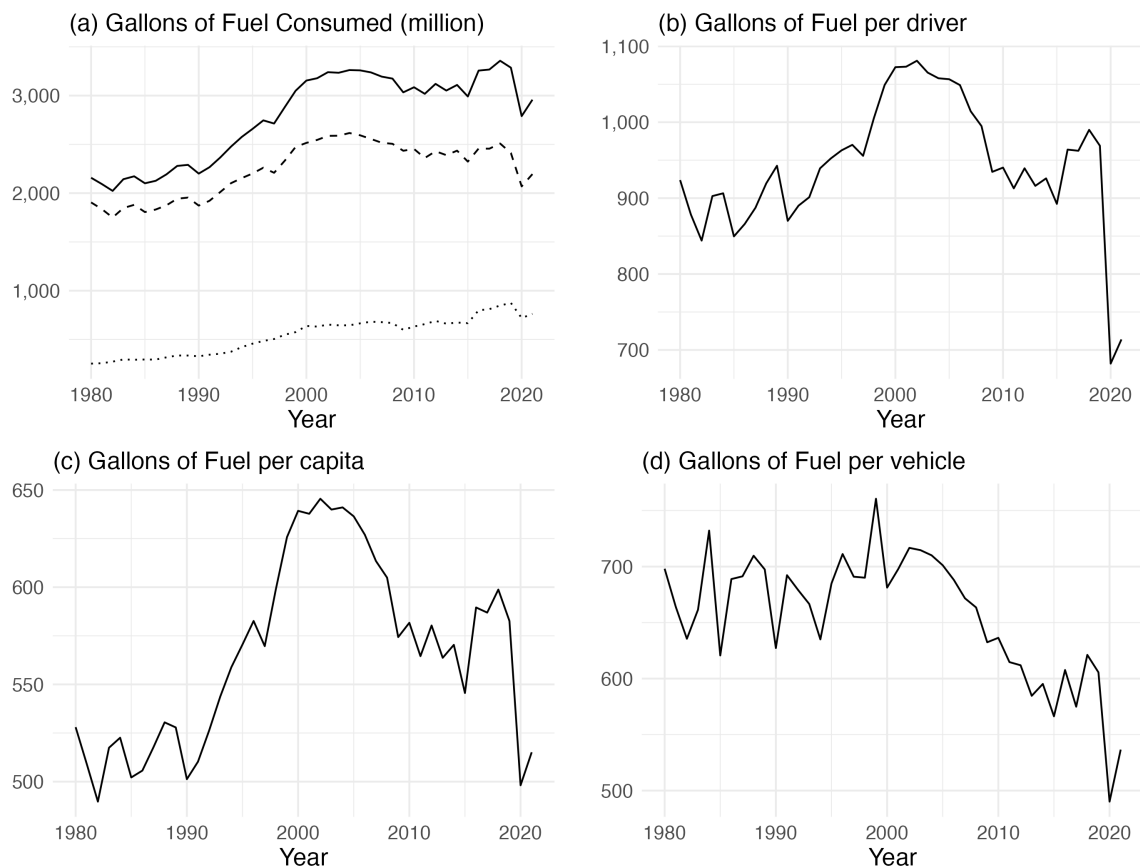 (a) Gallons of Fuel Consumed (million)
3,000
2,000
1,000
1980 1990 2000 2010 2020
Year
(b) Gallons of Fuel per driver
1,100
1,000
900
800
700
1980 1990 2000 2010 2020
Year
(c) Gallons of Fuel per capita
650
600
550
500
1980 1990 2000 2010 2020
Year
(d) Gallons of Fuel per vehicle
700
600
500
1980 1990 2000 2010 2020
Year